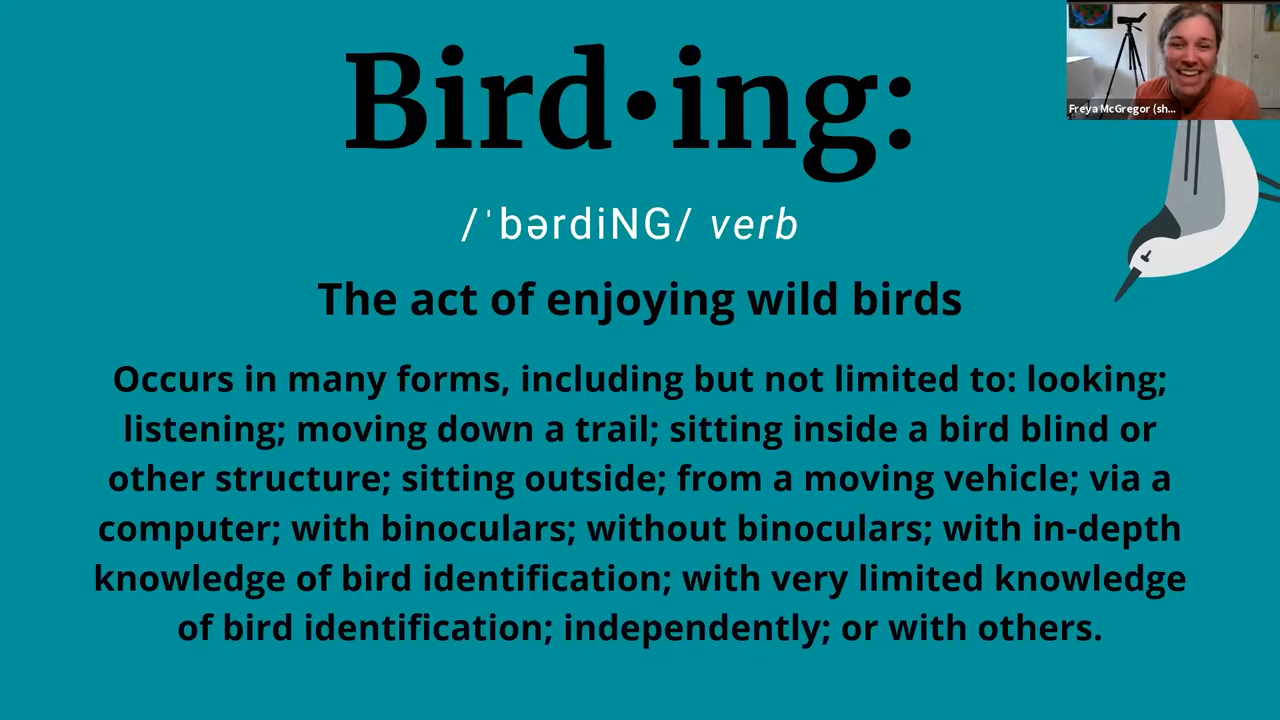 Bird•ing:
Freya McGregor (sh...
/ˈbərdiNG/ verb
The act of enjoying wild birds
Occurs in many forms, including but not limited to: looking;
listening; moving down a trail; sitting inside a bird blind or
other structure; sitting outside; from a moving vehicle; via a
computer; with binoculars; without binoculars; with in-depth
knowledge of bird identification; with very limited knowledge
of bird identification; independently; or with others.